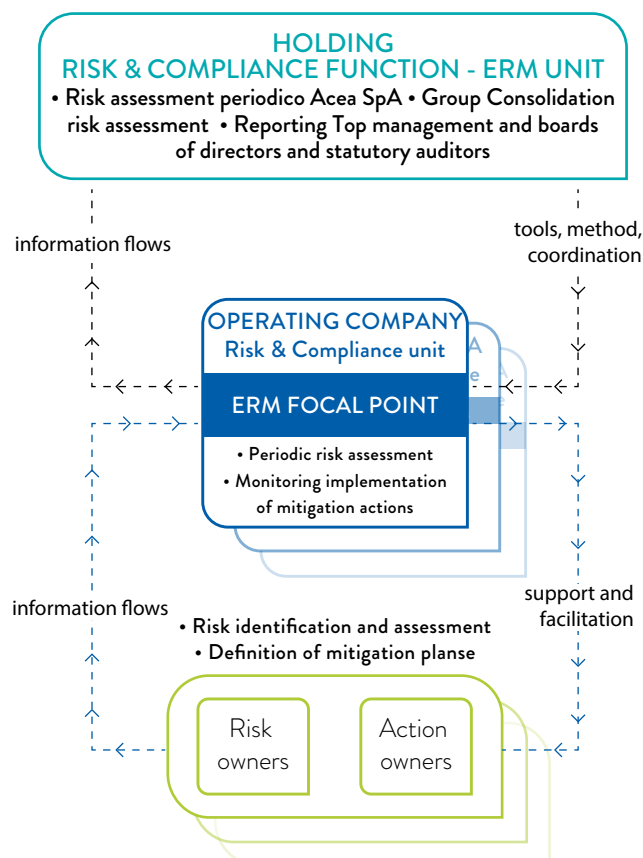 HOLDING
RISK & COMPLIANCE FUNCTION - ERM UNIT
• Risk assessment periodico Acea SpA • Group Consolidation
risk assessment • Reporting Top management and boards
of directors and statutory auditors
information flows
tools, method,
coordination
OPERATING COMPANY
Risk & Compliance unit
A
e
A
e
ERM FOCAL POINT
• Periodic risk assessment
• Monitoring implementation
of mitigation actions
information flows
support and
facilitation
• Risk identification and assessment
• Definition of mitigation planse
Risk
owners
Action
owners